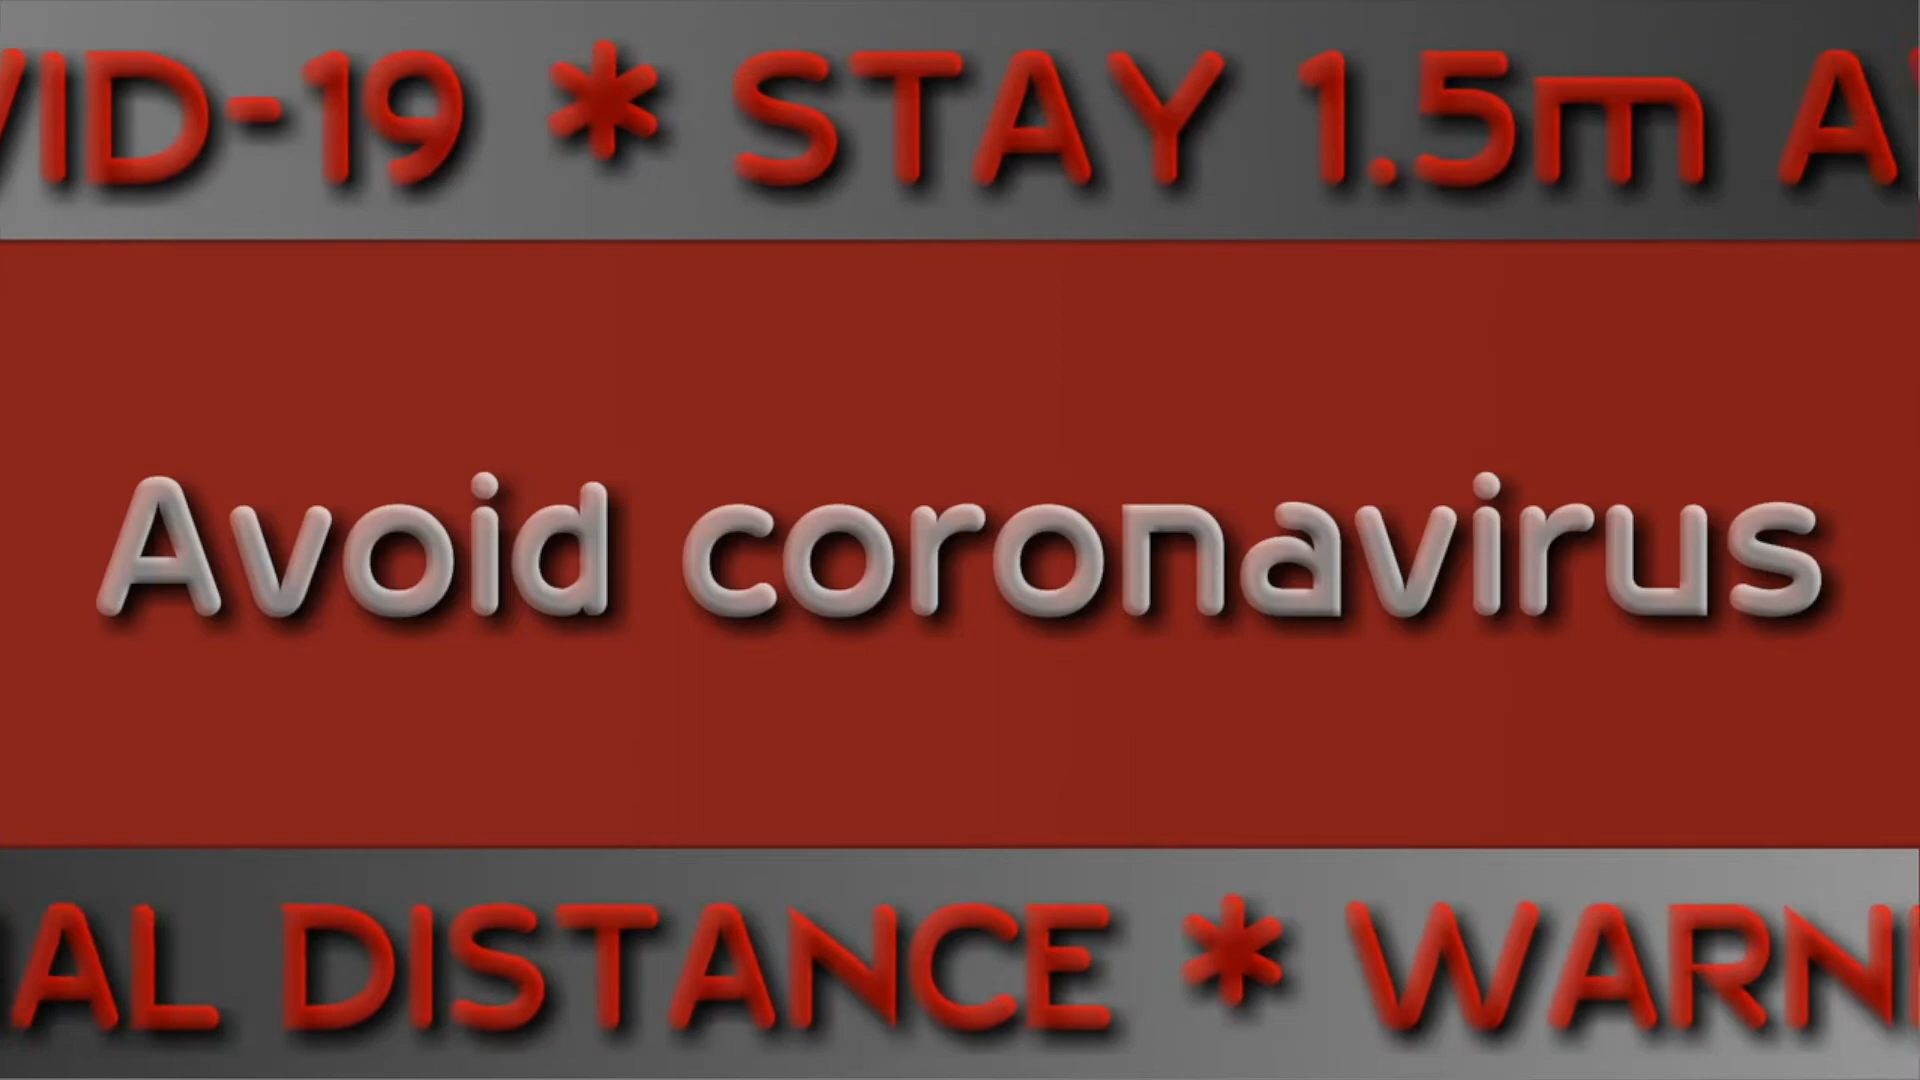 VID-19 * STAY 1.5m A
Avoid coronavirus
AL DISTANCE * WARN